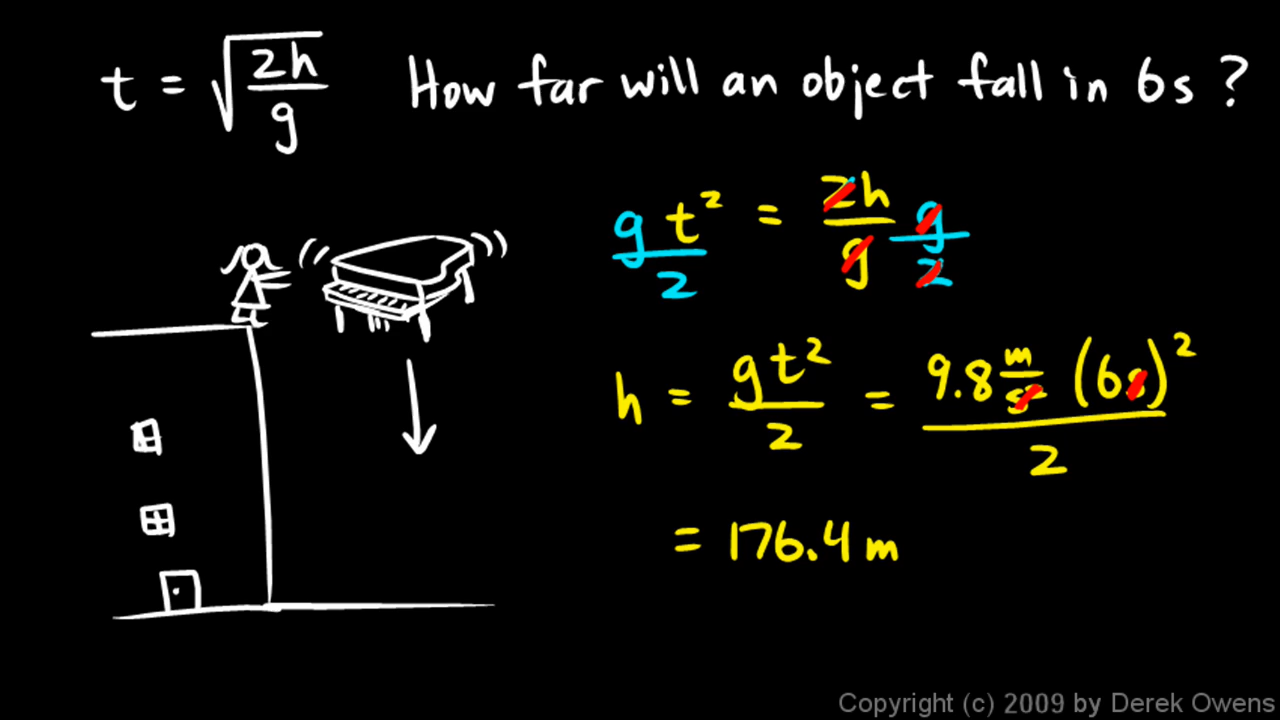 t = √(2h/g) How far will an object fall in 6s ?
g t²/2 = 2h/g g/2
h = gt²/2 = 9.8 m/s² (6s)²/2
= 176.4 m
Copyright (c) 2009 by Derek Owens